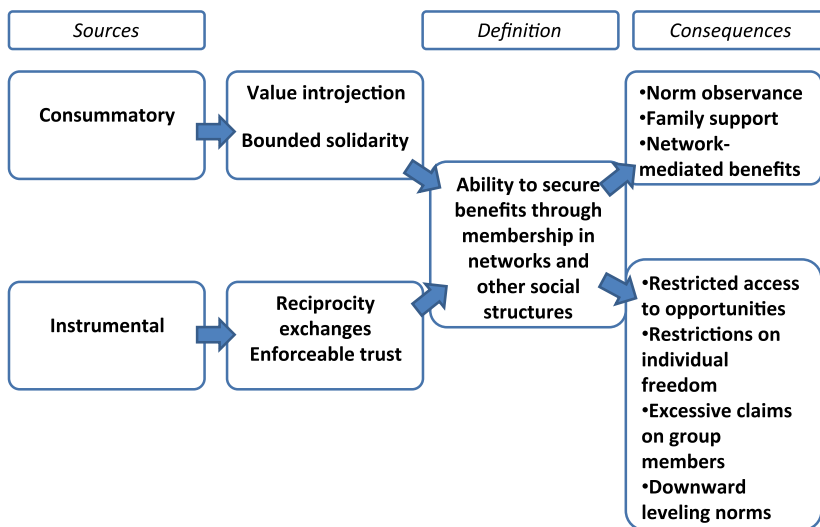 Sources
Definition
Consequences
Consummatory
Value introjection
Bounded solidarity
Instrumental
Reciprocity
exchanges
Enforceable trust
Ability to secure
benefits through
membership in
networks and
other social
structures
•Norm observance
•Family support
•Network-
mediated benefits
•Restricted access
to opportunities
•Restrictions on
individual
freedom
•Excessive claims
on group
members
•Downward
leveling norms